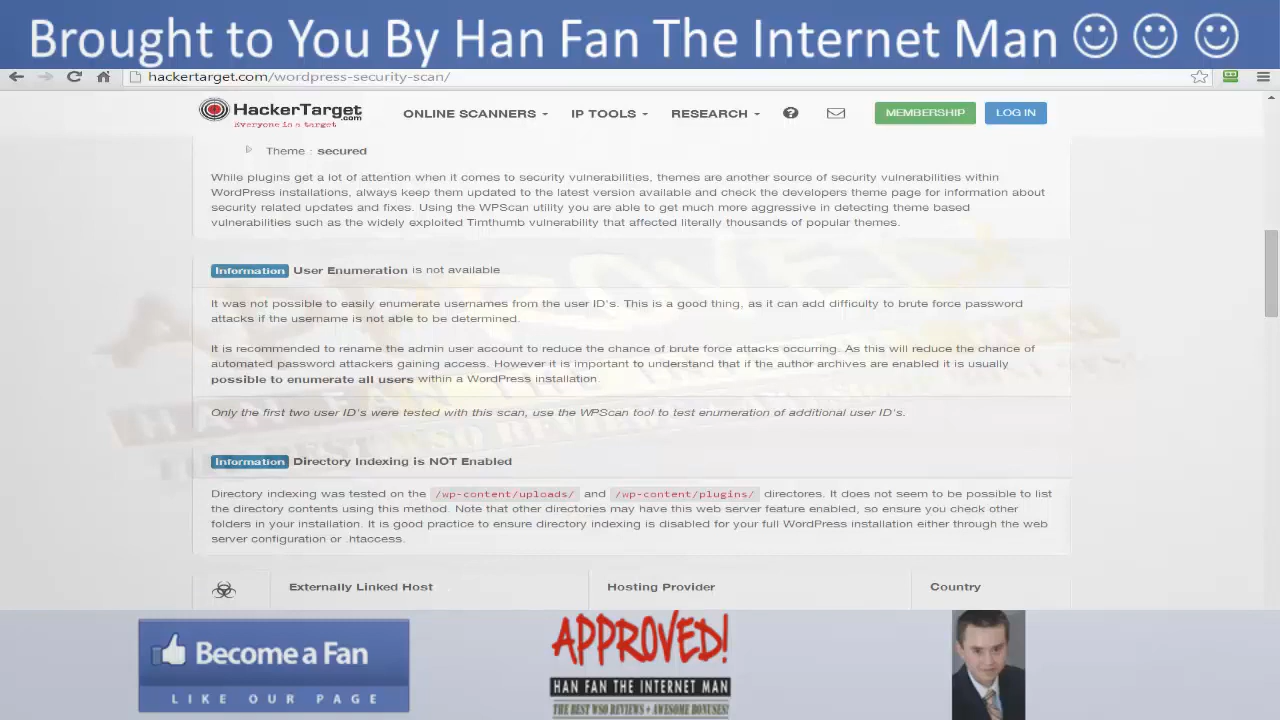 Brought to You By Han Fan The Internet Man
hackertarget.com/wordpress-security-scan/
HackerTarget.com
Everyone is a target.
ONLINE SCANNERS
IP TOOLS
RESEARCH
MEMBERSHIP
LOG IN
Theme : secured
While plugins get a lot of attention when it comes to security vulnerabilities, themes are another source of security vulnerabilities within
WordPress installations, always keep them updated to the latest version available and check the developers theme page for information about
security related updates and fixes. Using the WPScan utility you are able to get much more aggressive in detecting theme based
vulnerabilities such as the widely exploited Timthumb vulnerability that affected literally thousands of popular themes.
Information User Enumeration is not available
It was not possible to easily enumerate usernames from the user ID's. This is a good thing, as it can add difficulty to brute force password
attacks if the username is not able to be determined.
It is recommended to rename the admin user account to reduce the chance of brute force attacks occurring. As this will reduce the chance of
automated password attackers gaining access. However it is important to understand that if the author archives are enabled it is usually
possible to enumerate all users within a WordPress installation.
Only the first two user ID's were tested with this scan, use the WPScan tool to test enumeration of additional user ID's.
Information Directory Indexing is NOT Enabled
Directory indexing was tested on the /wp-content/uploads/ and /wp-content/plugins/ directores. It does not seem to be possible to list
the directory contents using this method. Note that other directories may have this web server feature enabled, so ensure you check other
folders in your installation. It is good practice to ensure directory indexing is disabled for your full WordPress installation either through the web
server configuration or .htaccess.
Externally Linked Host
Hosting Provider
Country
Become a Fan
LIKE OUR PAGE
APPROVED!
HAN FAN THE INTERNET MAN
THE BEST WSO REVIEWS + AWESOME BONUSES!